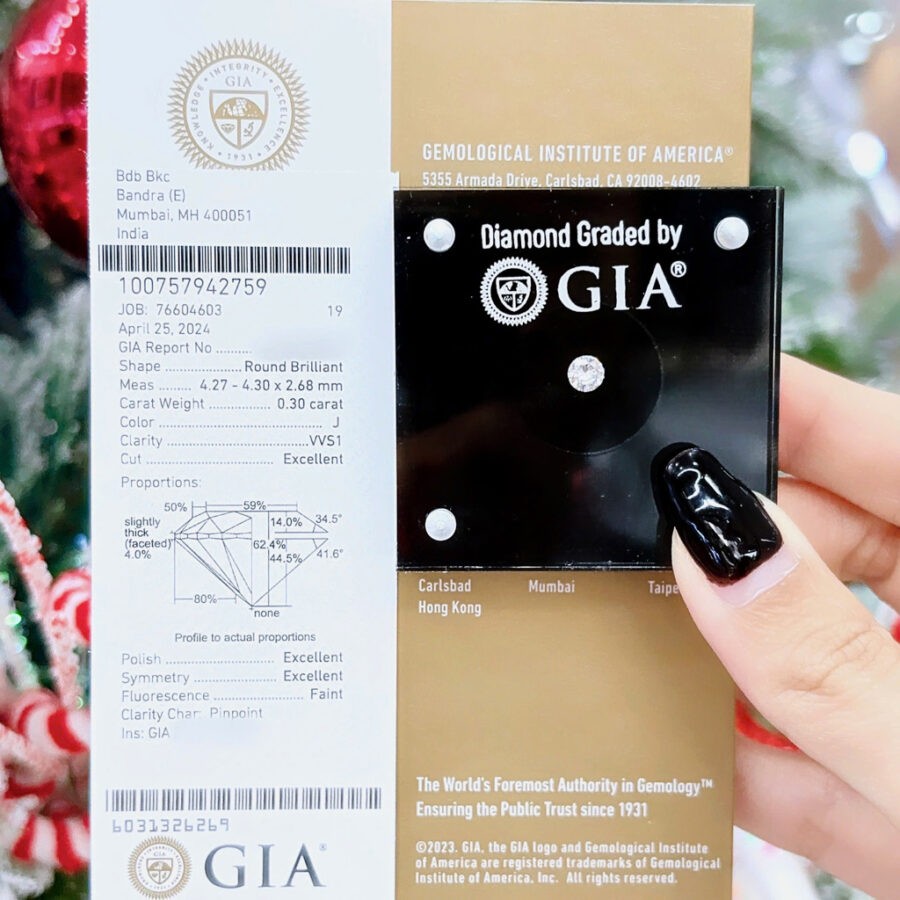 KNOWLEDGE · INTEGRITY · EXCELLENCE
GIA
· 1931 ·
Bdb Bkc
Bandra (E)
Mumbai, MH 400051
India
100757942759
JOB: 76604603 19
April 25, 2024
GIA Report No .........
Shape ................ Round Brilliant
Meas ........ 4.27 - 4.30 x 2.68 mm
Carat Weight ................. 0.30 carat
Color .......................................... J
Clarity ................................... VVS1
Cut ................................ Excellent
Proportions:
50% 59%
14.0% 34.5°
slightly
thick
(faceted)
4.0%
62.4%
44.5% 41.6°
80%
none
Profile to actual proportions
Polish .......................... Excellent
Symmetry .................... Excellent
Fluorescence ...................... Faint
Clarity Char: Pinpoint
Ins: GIA
6031326269
GIA®
GEMOLOGICAL INSTITUTE OF AMERICA®
5355 Armada Drive, Carlsbad, CA 92008-4602
Diamond Graded by
GIA®
Carlsbad Mumbai Taipe
Hong Kong
The World's Foremost Authority in Gemology™
Ensuring the Public Trust since 1931
©2023. GIA, the GIA logo and Gemological Institute
of America are registered trademarks of Gemological
Institute of America, Inc. All rights reserved.